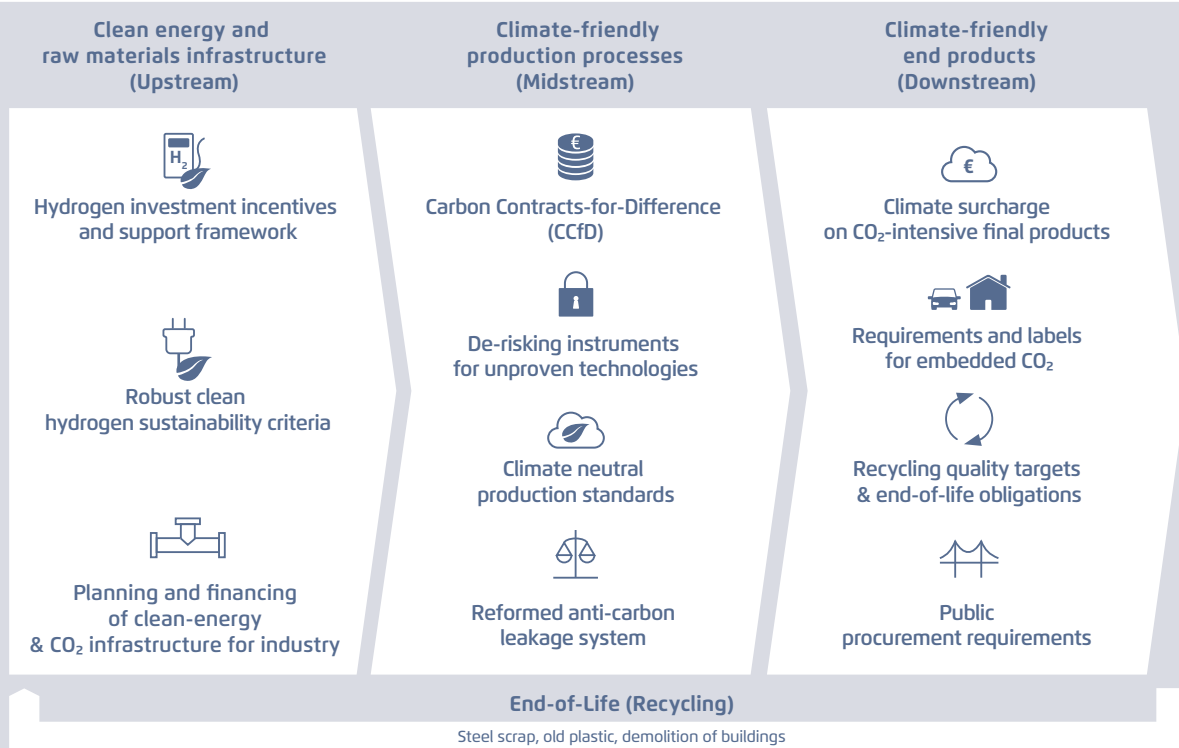 Clean energy and
raw materials infrastructure
(Upstream)
H₂
Hydrogen investment incentives
and support framework
Robust clean
hydrogen sustainability criteria
Planning and financing
of clean-energy
& CO₂ infrastructure for industry
Climate-friendly
production processes
(Midstream)
€
Carbon Contracts-for-Difference
(CCfD)
De-risking instruments
for unproven technologies
Climate neutral
production standards
Reformed anti-carbon
leakage system
Climate-friendly
end products
(Downstream)
€
Climate surcharge
on CO₂-intensive final products
Requirements and labels
for embedded CO₂
Recycling quality targets
& end-of-life obligations
Public
procurement requirements
End-of-Life (Recycling)
Steel scrap, old plastic, demolition of buildings